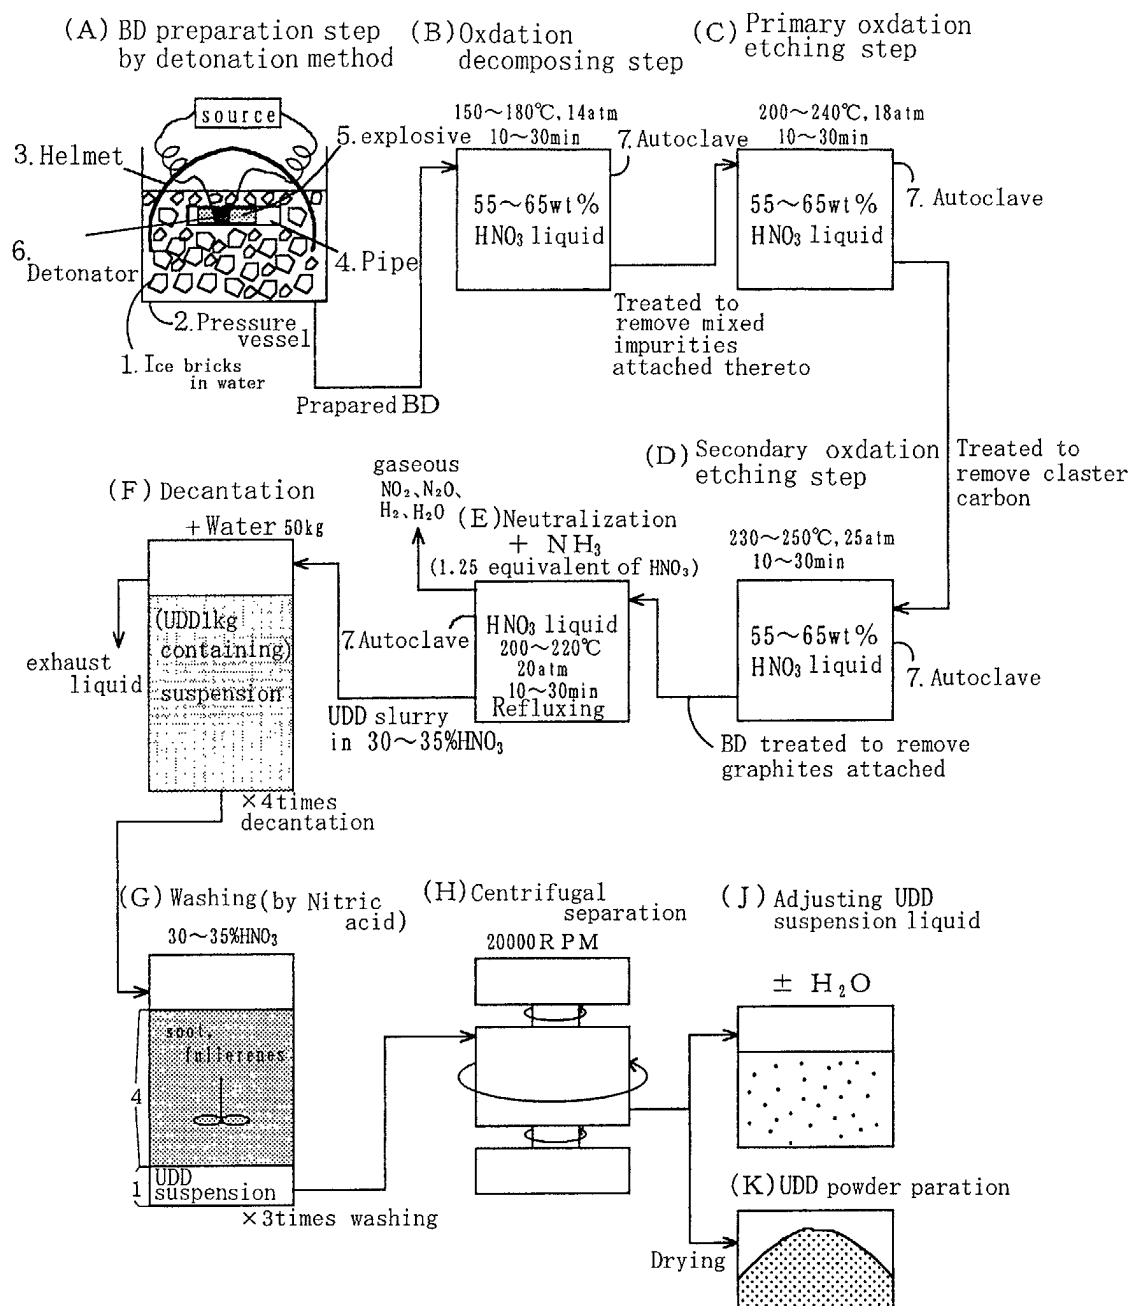 (A) BD preparation step
by detonation method
source
3. Helmet
5. explosive
6.
Detonator
4. Pipe
2. Pressure
vessel
1. Ice bricks
in water
Prapared BD
(B) Oxdation
decomposing step
150～180℃, 14atm
10～30min
7. Autoclave
55～65wt%
HNO₃ liquid
Treated to
remove mixed
impurities
attached thereto
(C) Primary oxdation
etching step
200～240℃, 18atm
10～30min
55～65wt%
HNO₃ liquid
7. Autoclave
Treated to
remove claster
carbon
(D) Secondary oxdation
etching step
230～250℃, 25atm
10～30min
55～65wt%
HNO₃ liquid
7. Autoclave
BD treated to remove
graphites attached
gaseous
NO₂、N₂O、
H₂、H₂O
(E) Neutralization
+ NH₃
(1.25 equivalent of HNO₃)
HNO₃ liquid
200～220℃
20atm
10～30min
Refluxing
7. Autoclave
UDD slurry
in 30～35%HNO₃
(F) Decantation
+Water 50kg
(UDD1kg
containing)
suspension
exhaust
liquid
×4times
decantation
(G) Washing (by Nitric
acid)
30～35%HNO₃
soot,
fullerenes
4
1
UDD
suspension
×3times washing
(H) Centrifugal
separation
20000RPM
(J) Adjusting UDD
suspension liquid
± H₂O
(K) UDD powder paration
Drying